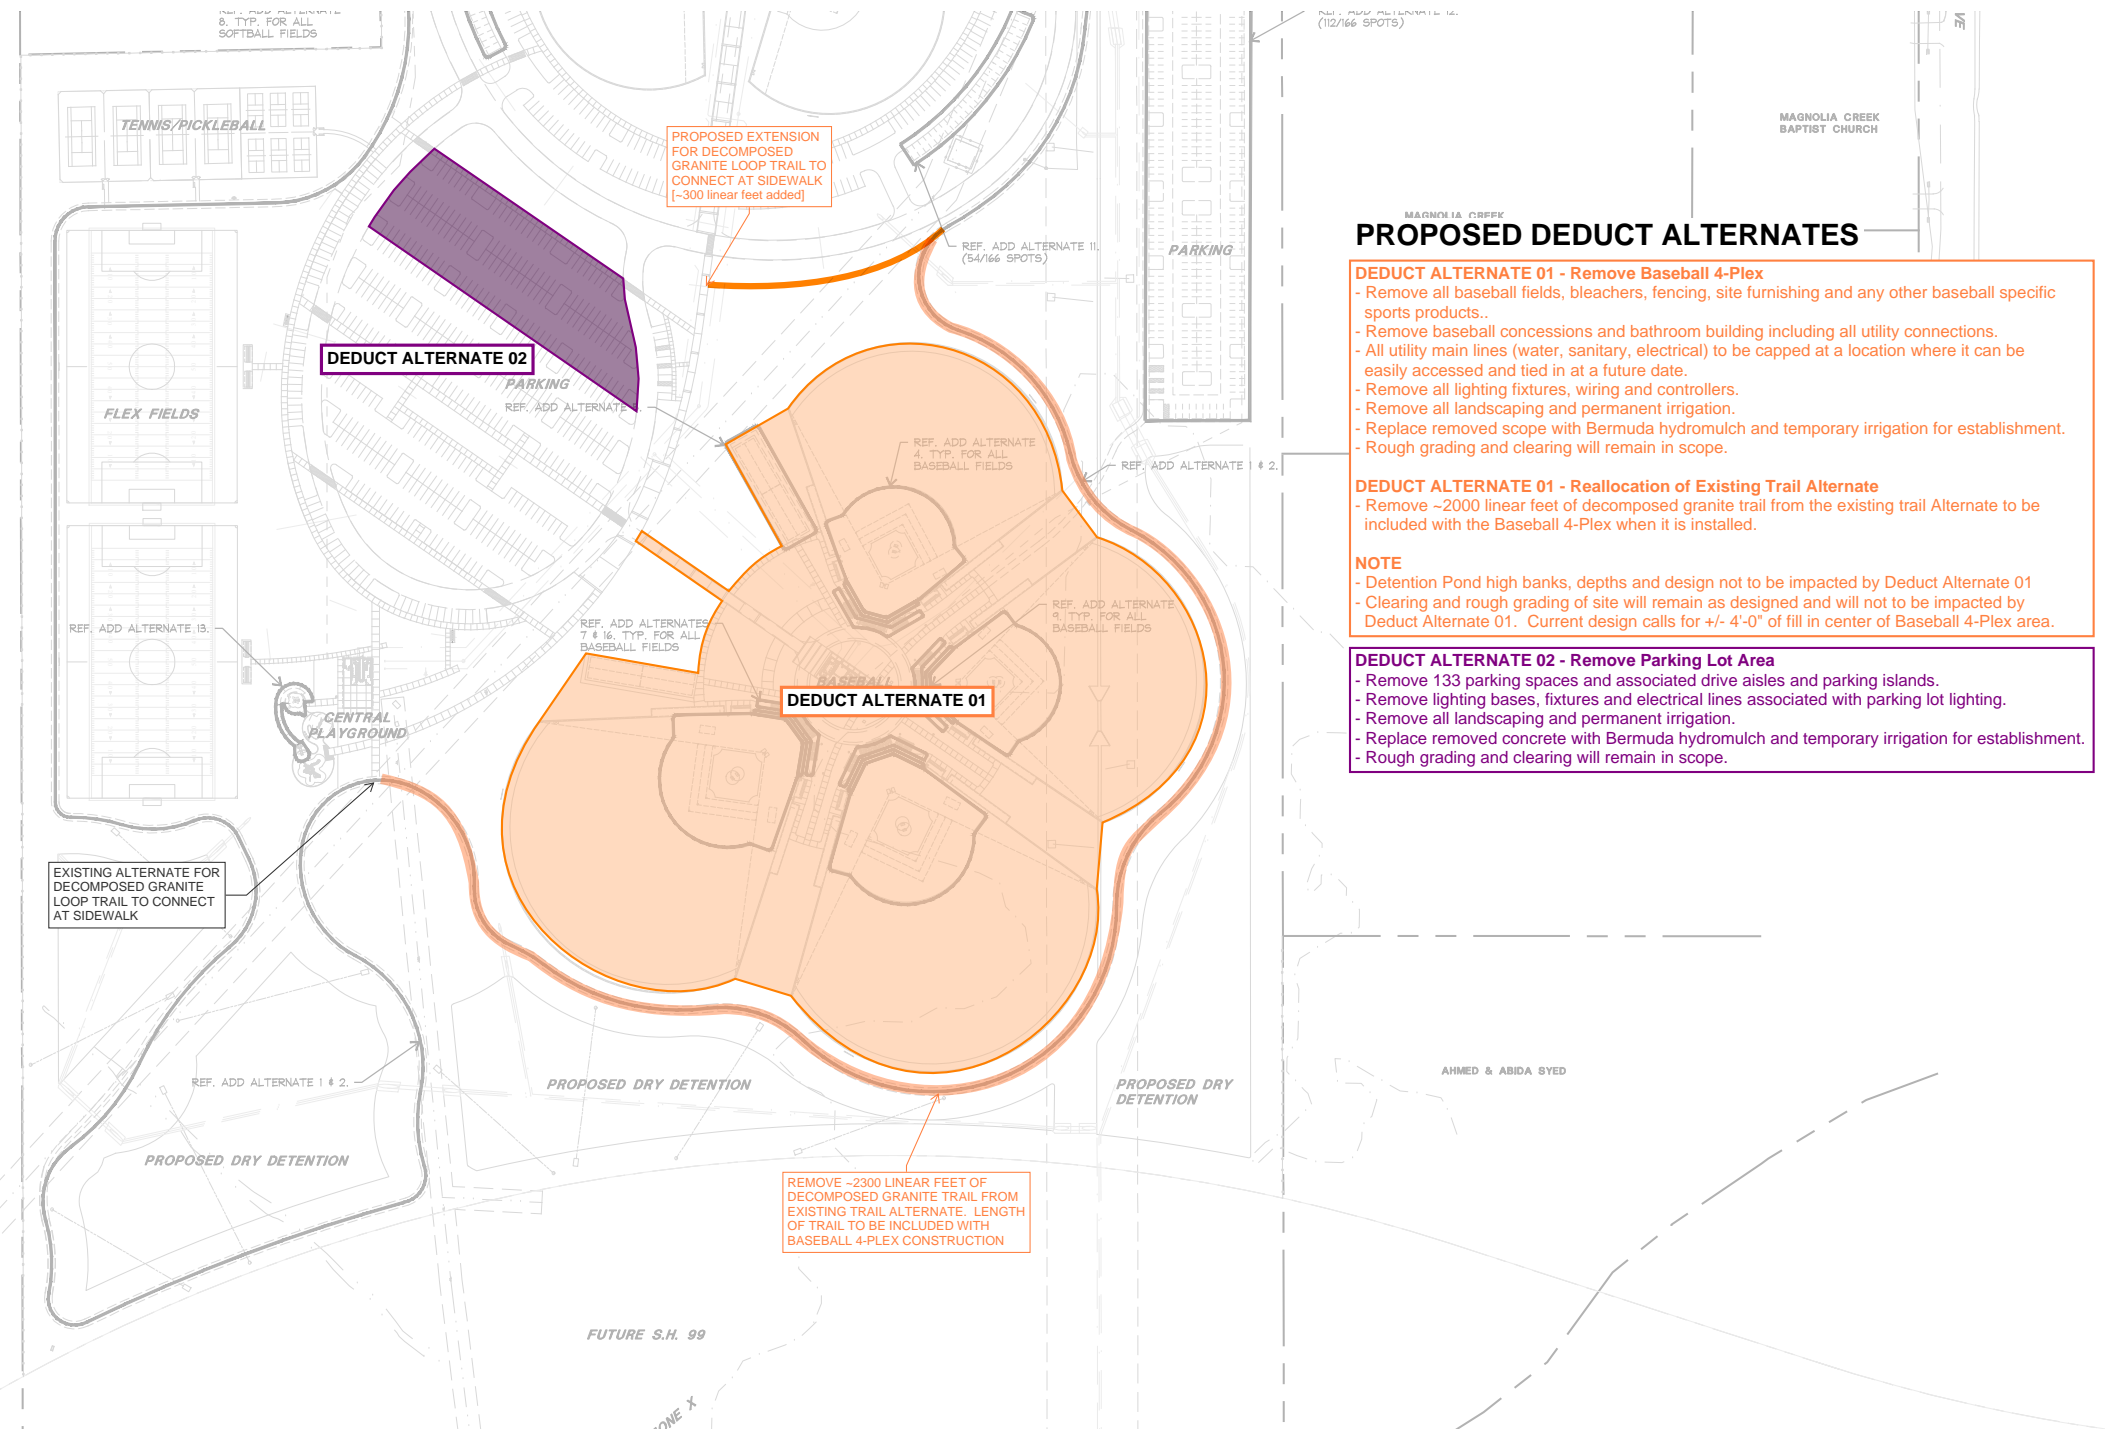 8. TYP. FOR ALL
SOFTBALL FIELDS
(112/166 SPOTS)
VE
TENNIS/PICKLEBALL
MAGNOLIA CREEK
BAPTIST CHURCH
PROPOSED EXTENSION
FOR DECOMPOSED
GRANITE LOOP TRAIL TO
CONNECT AT SIDEWALK
[~300 linear feet added]
REF. ADD ALTERNATE 11.
(54/166 SPOTS)
PARKING
MAGNOLIA CREEK
PROPOSED DEDUCT ALTERNATES
DEDUCT ALTERNATE 01 - Remove Baseball 4-Plex
- Remove all baseball fields, bleachers, fencing, site furnishing and any other baseball specific
sports products..
- Remove baseball concessions and bathroom building including all utility connections.
- All utility main lines (water, sanitary, electrical) to be capped at a location where it can be
easily accessed and tied in at a future date.
- Remove all lighting fixtures, wiring and controllers.
- Remove all landscaping and permanent irrigation.
- Replace removed scope with Bermuda hydromulch and temporary irrigation for establishment.
- Rough grading and clearing will remain in scope.
DEDUCT ALTERNATE 01 - Reallocation of Existing Trail Alternate
- Remove ~2000 linear feet of decomposed granite trail from the existing trail Alternate to be
included with the Baseball 4-Plex when it is installed.
NOTE
- Detention Pond high banks, depths and design not to be impacted by Deduct Alternate 01
- Clearing and rough grading of site will remain as designed and will not to be impacted by
Deduct Alternate 01.  Current design calls for +/- 4'-0" of fill in center of Baseball 4-Plex area.
DEDUCT ALTERNATE 02 - Remove Parking Lot Area
- Remove 133 parking spaces and associated drive aisles and parking islands.
- Remove lighting bases, fixtures and electrical lines associated with parking lot lighting.
- Remove all landscaping and permanent irrigation.
- Replace removed concrete with Bermuda hydromulch and temporary irrigation for establishment.
- Rough grading and clearing will remain in scope.
DEDUCT ALTERNATE 02
PARKING
REF. ADD ALTERNATE
FLEX FIELDS
REF. ADD ALTERNATE
4. TYP. FOR ALL
BASEBALL FIELDS
REF. ADD ALTERNATE 1 & 2.
REF. ADD ALTERNATE
9. TYP. FOR ALL
BASEBALL FIELDS
REF. ADD ALTERNATES
7 & 16. TYP. FOR ALL
BASEBALL FIELDS
REF. ADD ALTERNATE 13.
BASEBALL
DEDUCT ALTERNATE 01
CENTRAL
PLAYGROUND
EXISTING ALTERNATE FOR
DECOMPOSED GRANITE
LOOP TRAIL TO CONNECT
AT SIDEWALK
REF. ADD ALTERNATE 1 & 2.
PROPOSED DRY DETENTION
PROPOSED DRY
DETENTION
AHMED & ABIDA SYED
PROPOSED DRY DETENTION
REMOVE ~2300 LINEAR FEET OF
DECOMPOSED GRANITE TRAIL FROM
EXISTING TRAIL ALTERNATE.  LENGTH
OF TRAIL TO BE INCLUDED WITH
BASEBALL 4-PLEX CONSTRUCTION
FUTURE S.H. 99
ONE X